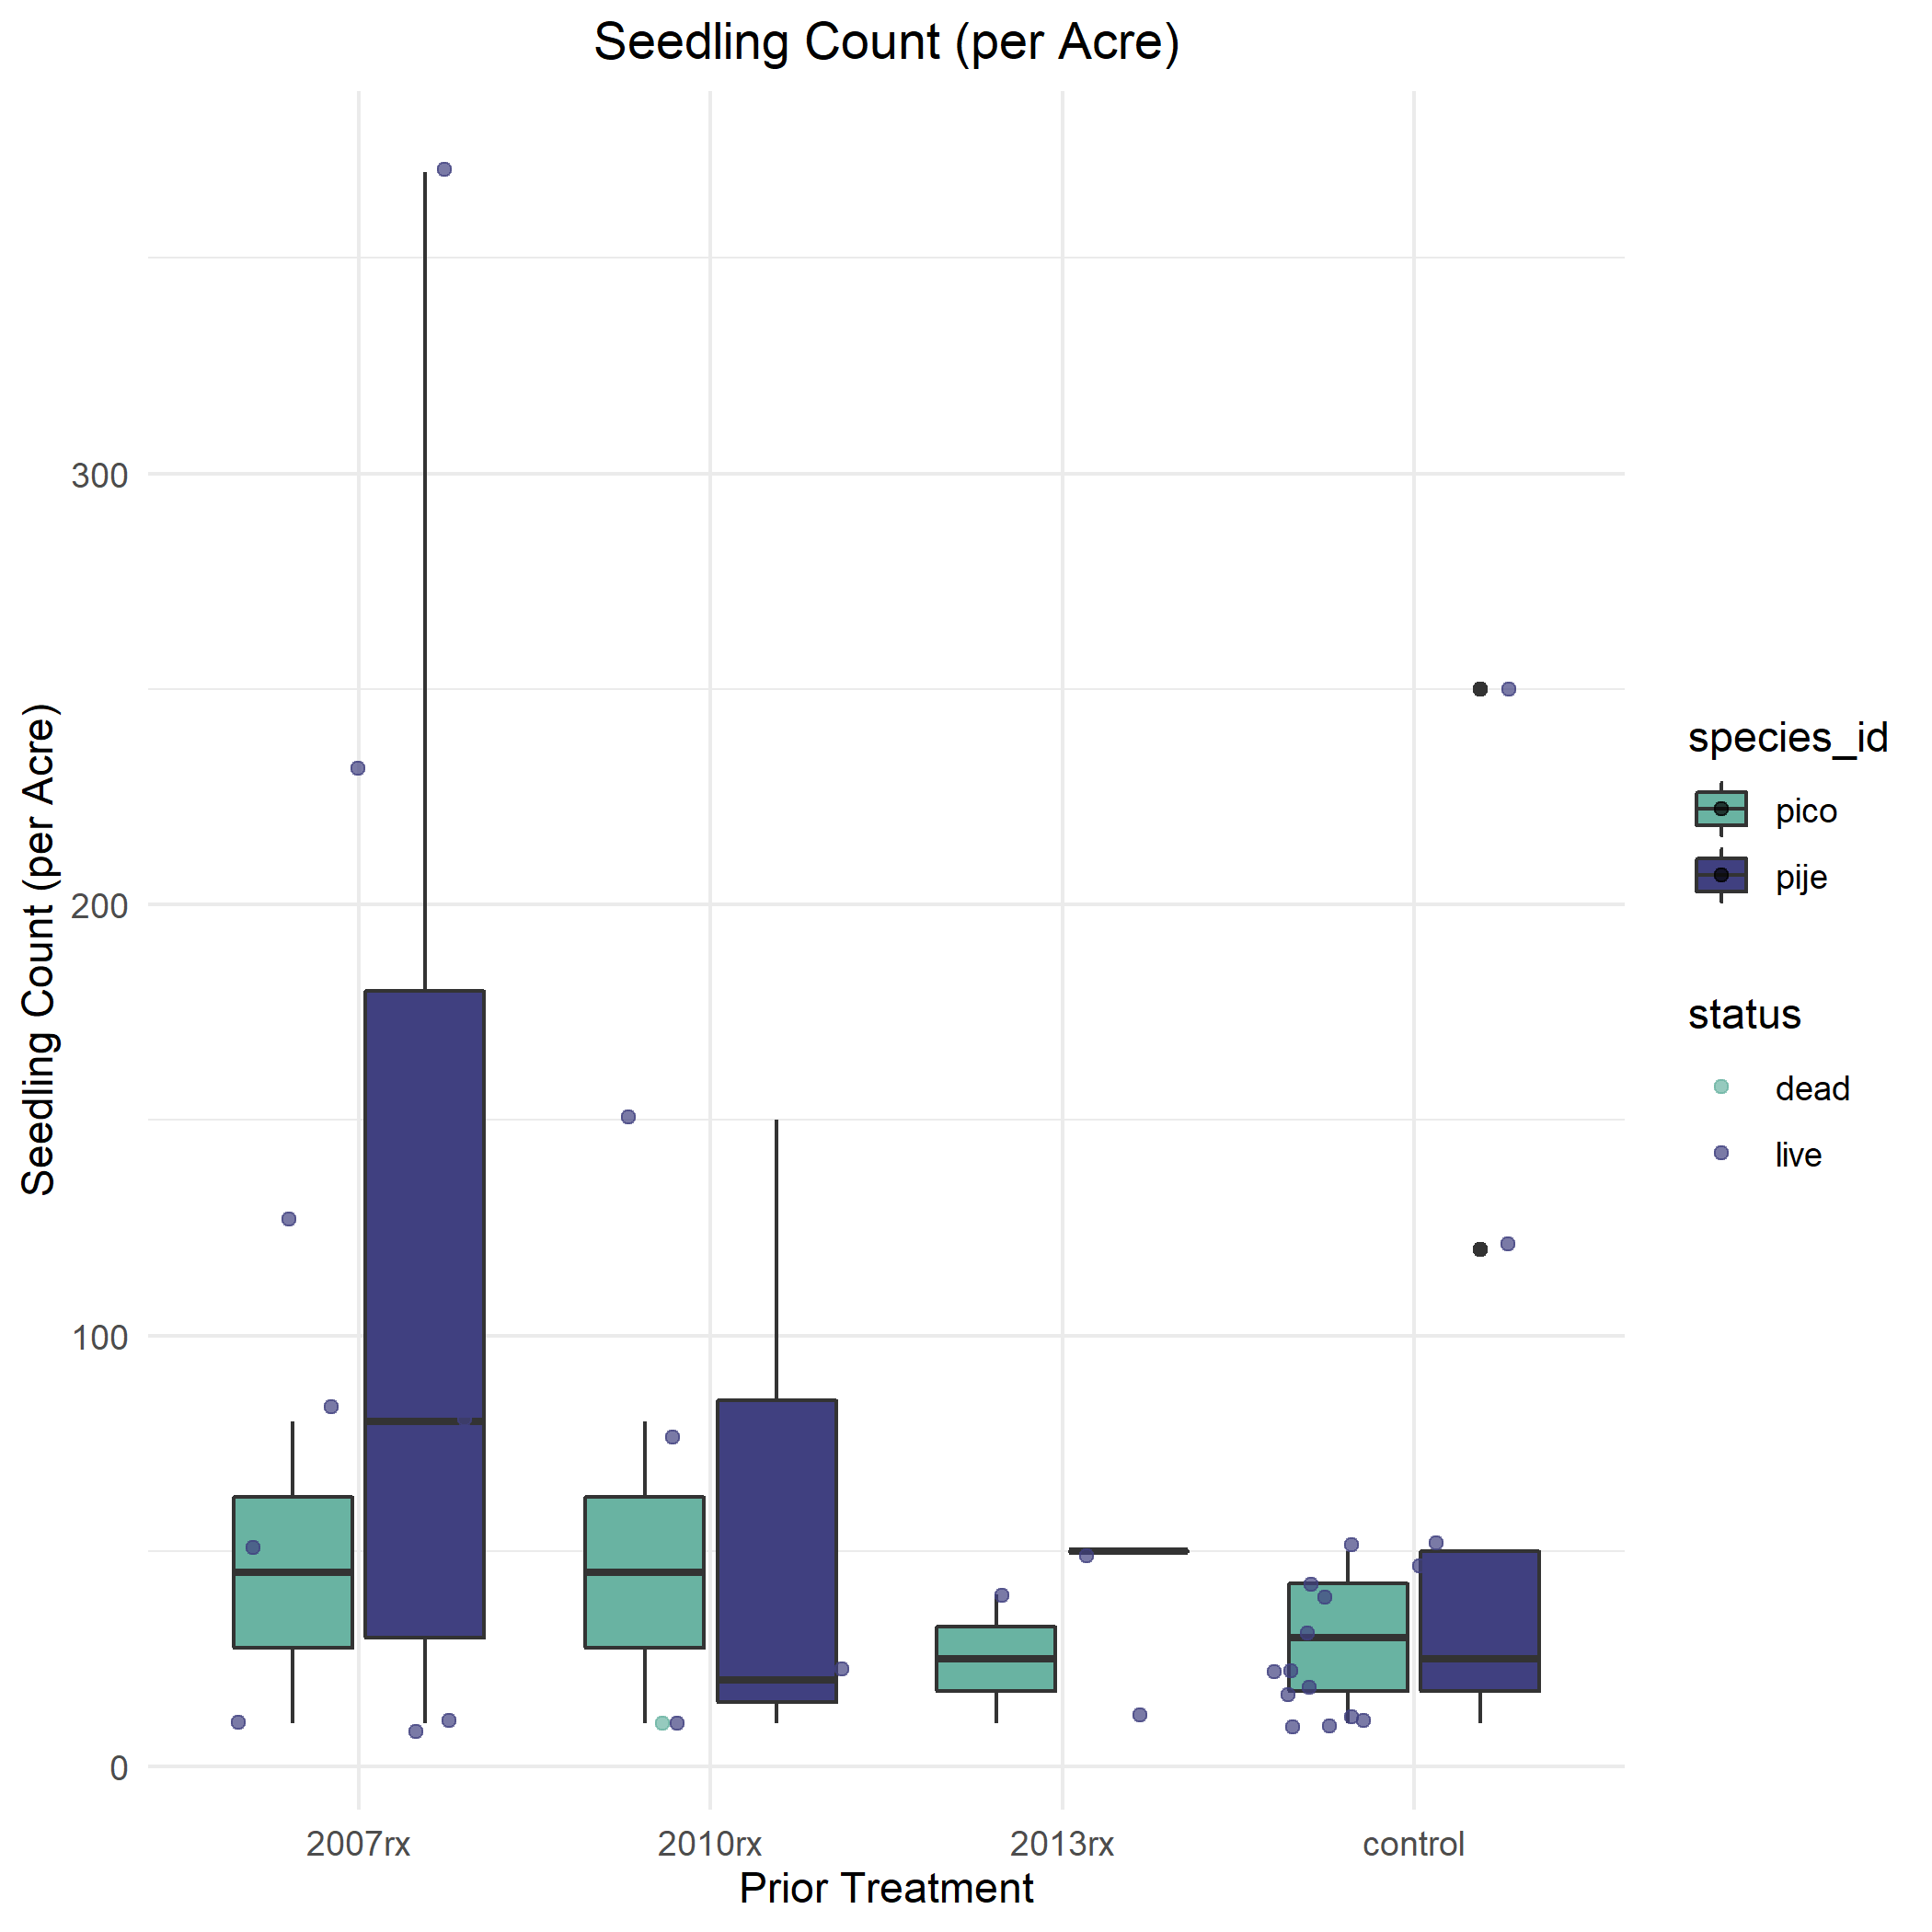 Seedling Count (per Acre)
Seedling Count (per Acre)
300
200
100
0
2007rx
2010rx
2013rx
control
Prior Treatment
species_id
pico
pije
status
dead
live